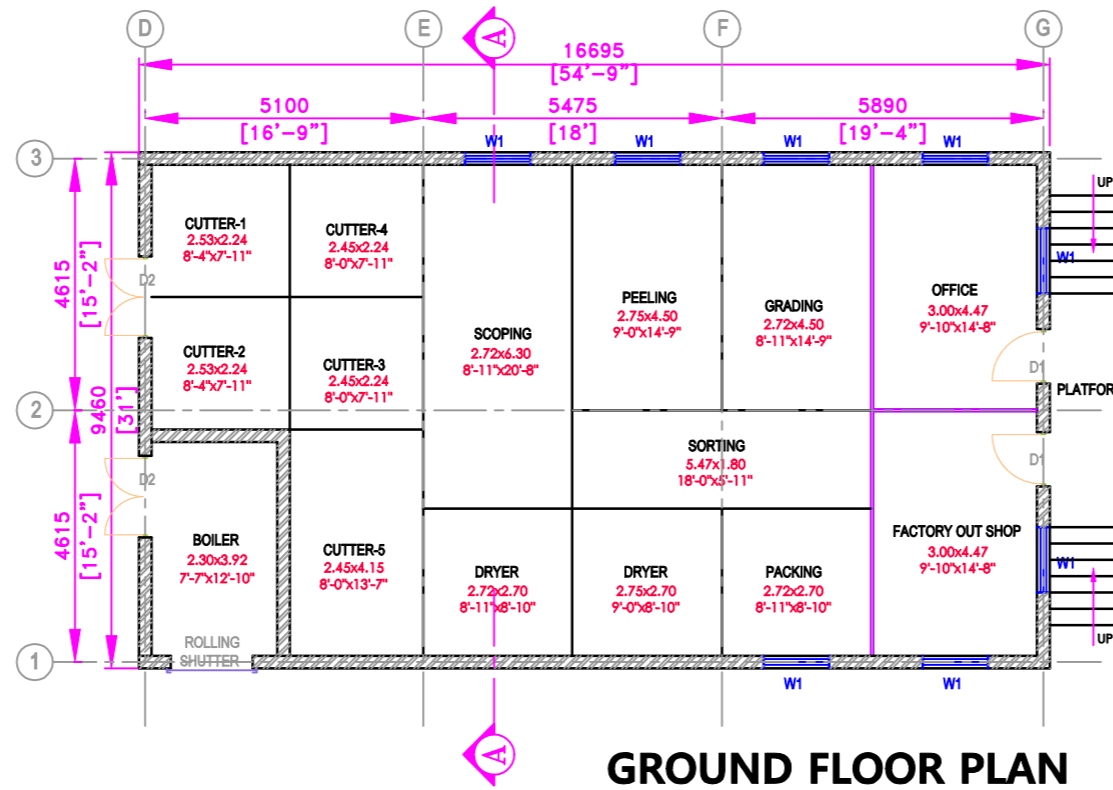 D
E
A
F
G
16695
[54'-9"]
5100
[16'-9"]
5475
[18']
5890
[19'-4"]
3
W1
W1
W1
W1
UP
4615
[15'-2"]
CUTTER-1
2.53x2.24
8'-4"x7'-11"
CUTTER-4
2.45x2.24
8'-0"x7'-11"
D2
W1
SCOPING
2.72x6.30
8'-11"x20'-8"
PEELING
2.75x4.50
9'-0"x14'-9"
GRADING
2.72x4.50
8'-11"x14'-9"
OFFICE
3.00x4.47
9'-10"x14'-8"
CUTTER-2
2.53x2.24
8'-4"x7'-11"
CUTTER-3
2.45x2.24
8'-0"x7'-11"
D1
PLATFOR
2
9460
[31']
SORTING
5.47x1.80
18'-0"x5'-11"
D2
D1
4615
[15'-2"]
BOILER
2.30x3.92
7'-7"x12'-10"
CUTTER-5
2.45x4.15
8'-0"x13'-7"
DRYER
2.72x2.70
8'-11"x8'-10"
DRYER
2.75x2.70
9'-0"x8'-10"
PACKING
2.72x2.70
8'-11"x8'-10"
FACTORY OUT SHOP
3.00x4.47
9'-10"x14'-8"
W1
ROLLING
SHUTTER
UP
1
W1
W1
A
GROUND FLOOR PLAN